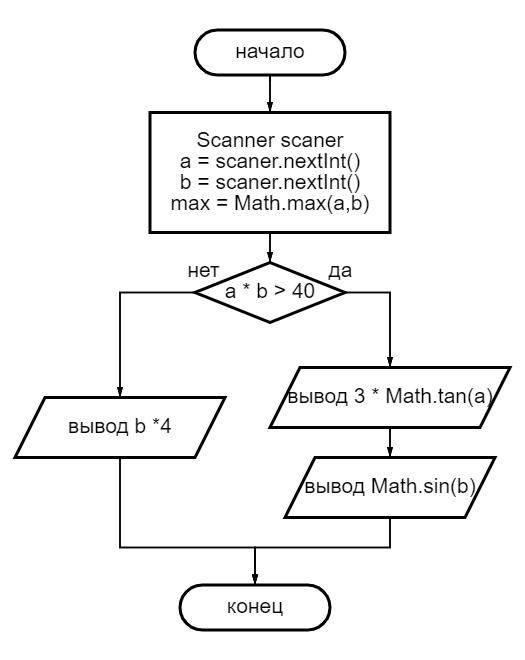 начало
Scanner scaner
a = scaner.nextInt()
b = scaner.nextInt()
max = Math.max(a,b)
нет
да
a * b > 40
вывод 3 * Math.tan(a)
вывод b *4
вывод Math.sin(b)
конец